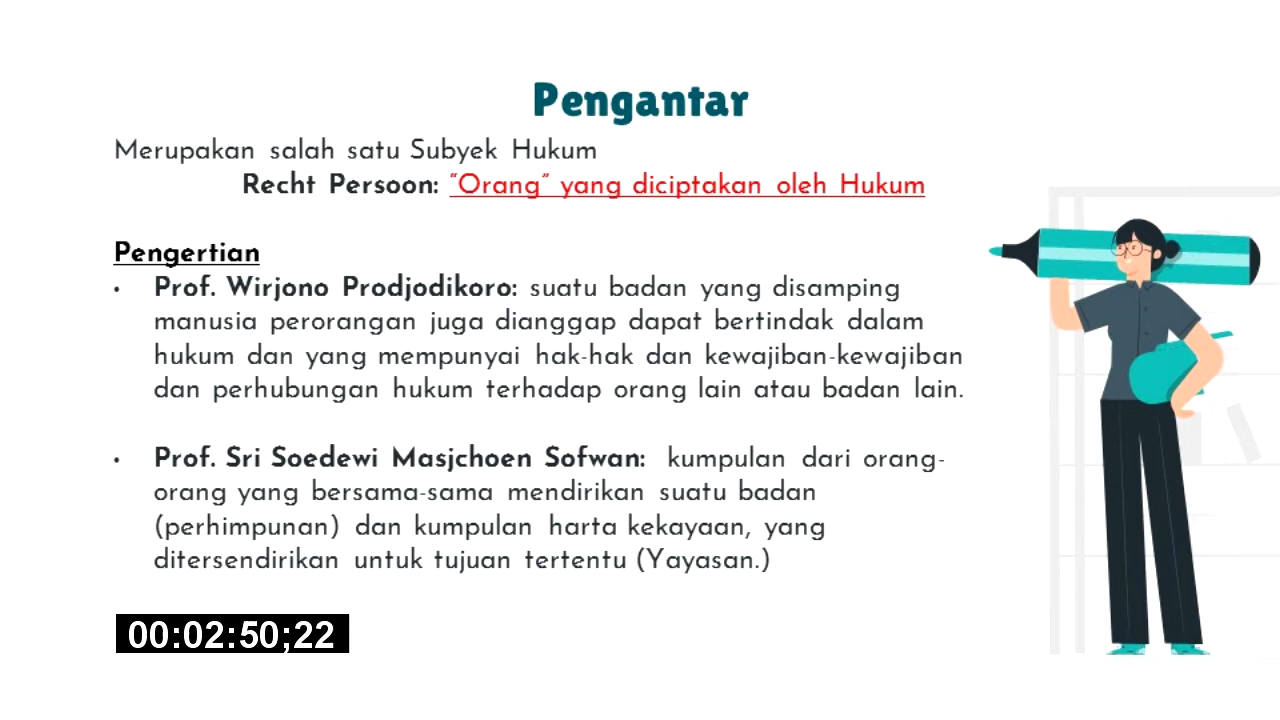 Pengantar
Merupakan salah satu Subyek Hukum
Recht Persoon: “Orang” yang diciptakan oleh Hukum
Pengertian
• Prof. Wirjono Prodjodikoro: suatu badan yang disamping
manusia perorangan juga dianggap dapat bertindak dalam
hukum dan yang mempunyai hak-hak dan kewajiban-kewajiban
dan perhubungan hukum terhadap orang lain atau badan lain.
• Prof. Sri Soedewi Masjchoen Sofwan: kumpulan dari orang-
orang yang bersama-sama mendirikan suatu badan
(perhimpunan) dan kumpulan harta kekayaan, yang
ditersendirikan untuk tujuan tertentu (Yayasan.)
00:02:50;22